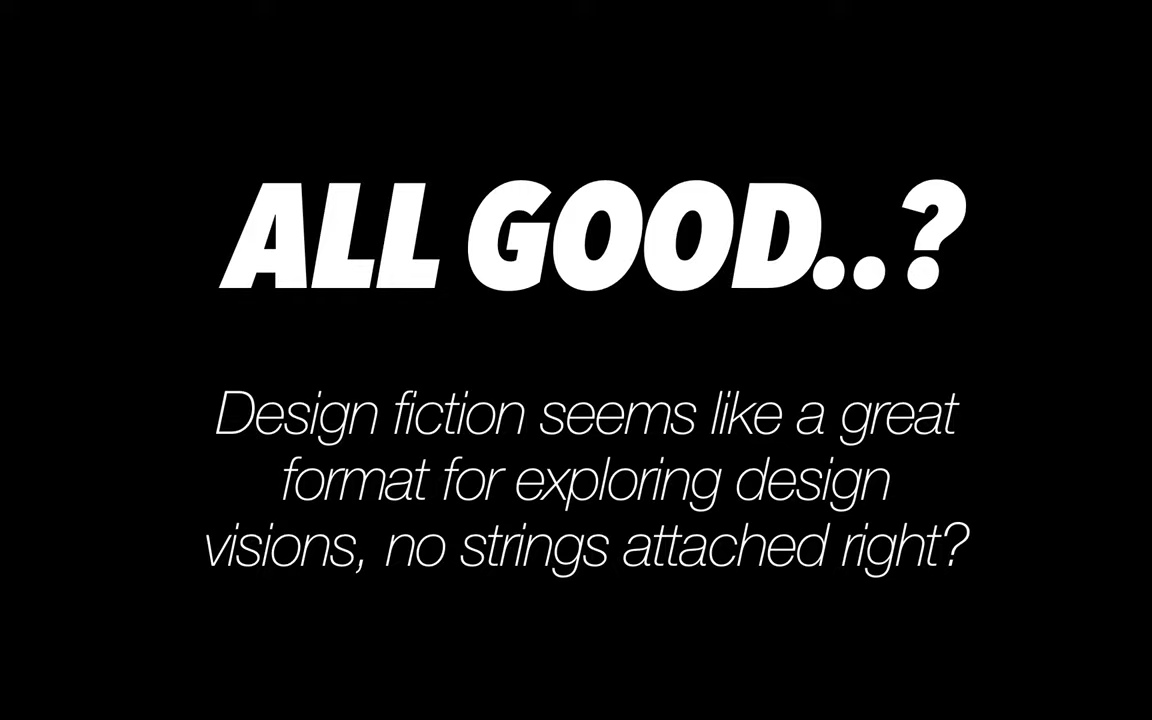 ALL GOOD..?
Design fiction seems like a great
format for exploring design
visions, no strings attached right?